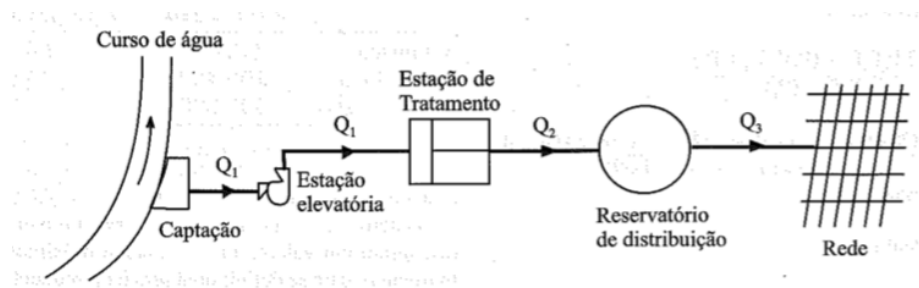 Curso de água
Q₁
Captação
Estação
elevatória
Q₁
Estação de
Tratamento
Q₂
Reservatório
de distribuição
Q₃
Rede